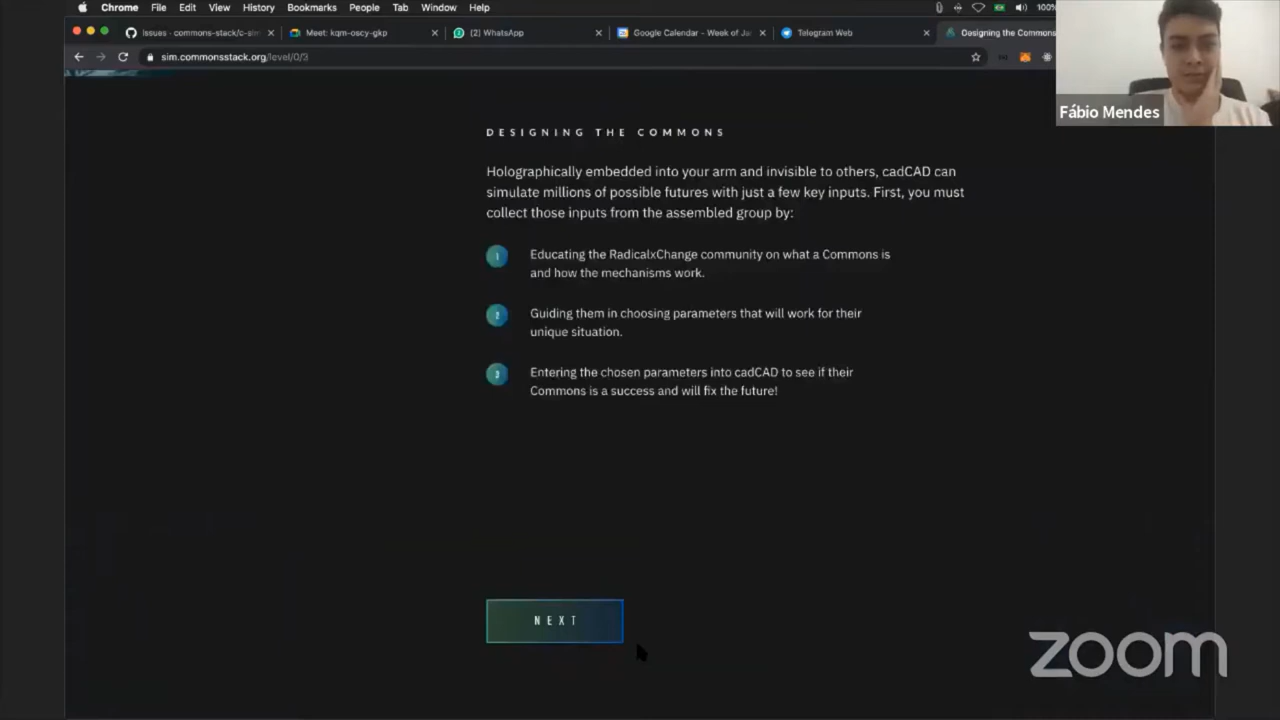 Chrome File Edit View History Bookmarks People Tab Window Help 100%
Issues · commons-stack/c-sim
Meet: kqm-oscy-gkp
(2) WhatsApp
Google Calendar - Week of Ja
Telegram Web
Designing the Commons
sim.commonsstack.org/level/0/3
Fábio Mendes
DESIGNING THE COMMONS
Holographically embedded into your arm and invisible to others, cadCAD can
simulate millions of possible futures with just a few key inputs. First, you must
collect those inputs from the assembled group by:
1 Educating the RadicalxChange community on what a Commons is
and how the mechanisms work.
2 Guiding them in choosing parameters that will work for their
unique situation.
3 Entering the chosen parameters into cadCAD to see if their
Commons is a success and will fix the future!
NEXT
zoom